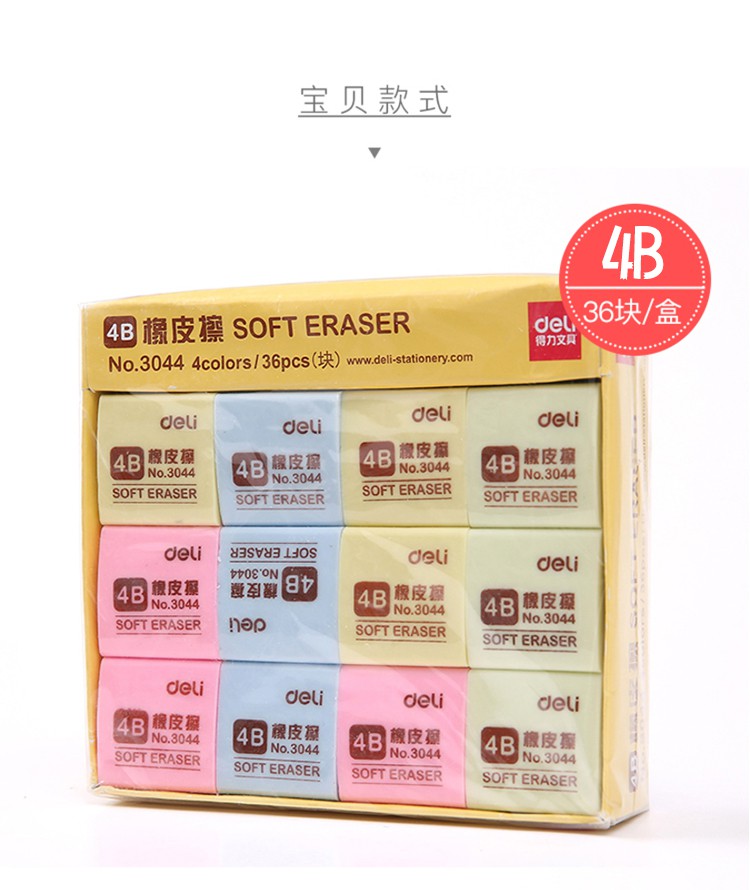 宝贝款式
4B
36块/盒
4B 橡皮擦 SOFT ERASER
deli
得力文具
No.3044 4colors/36pcs(块) www.deli-stationery.com
deli
4B 橡皮擦
No.3044
SOFT ERASER
deli
4B 橡皮擦
No.3044
SOFT ERASER
deli
4B 橡皮擦
No.3044
SOFT ERASER
deli
4B 橡皮擦
No.3044
SOFT ERASER
deli
4B 橡皮擦
No.3044
SOFT ERASER
deli
4B 橡皮擦
No.3044
SOFT ERASER
deli
4B 橡皮擦
No.3044
SOFT ERASER
deli
4B 橡皮擦
No.3044
SOFT ERASER
deli
4B 橡皮擦
No.3044
SOFT ERASER
deli
4B 橡皮擦
No.3044
SOFT ERASER
deli
4B 橡皮擦
No.3044
SOFT ERASER
deli
4B 橡皮擦
No.3044
SOFT ERASER